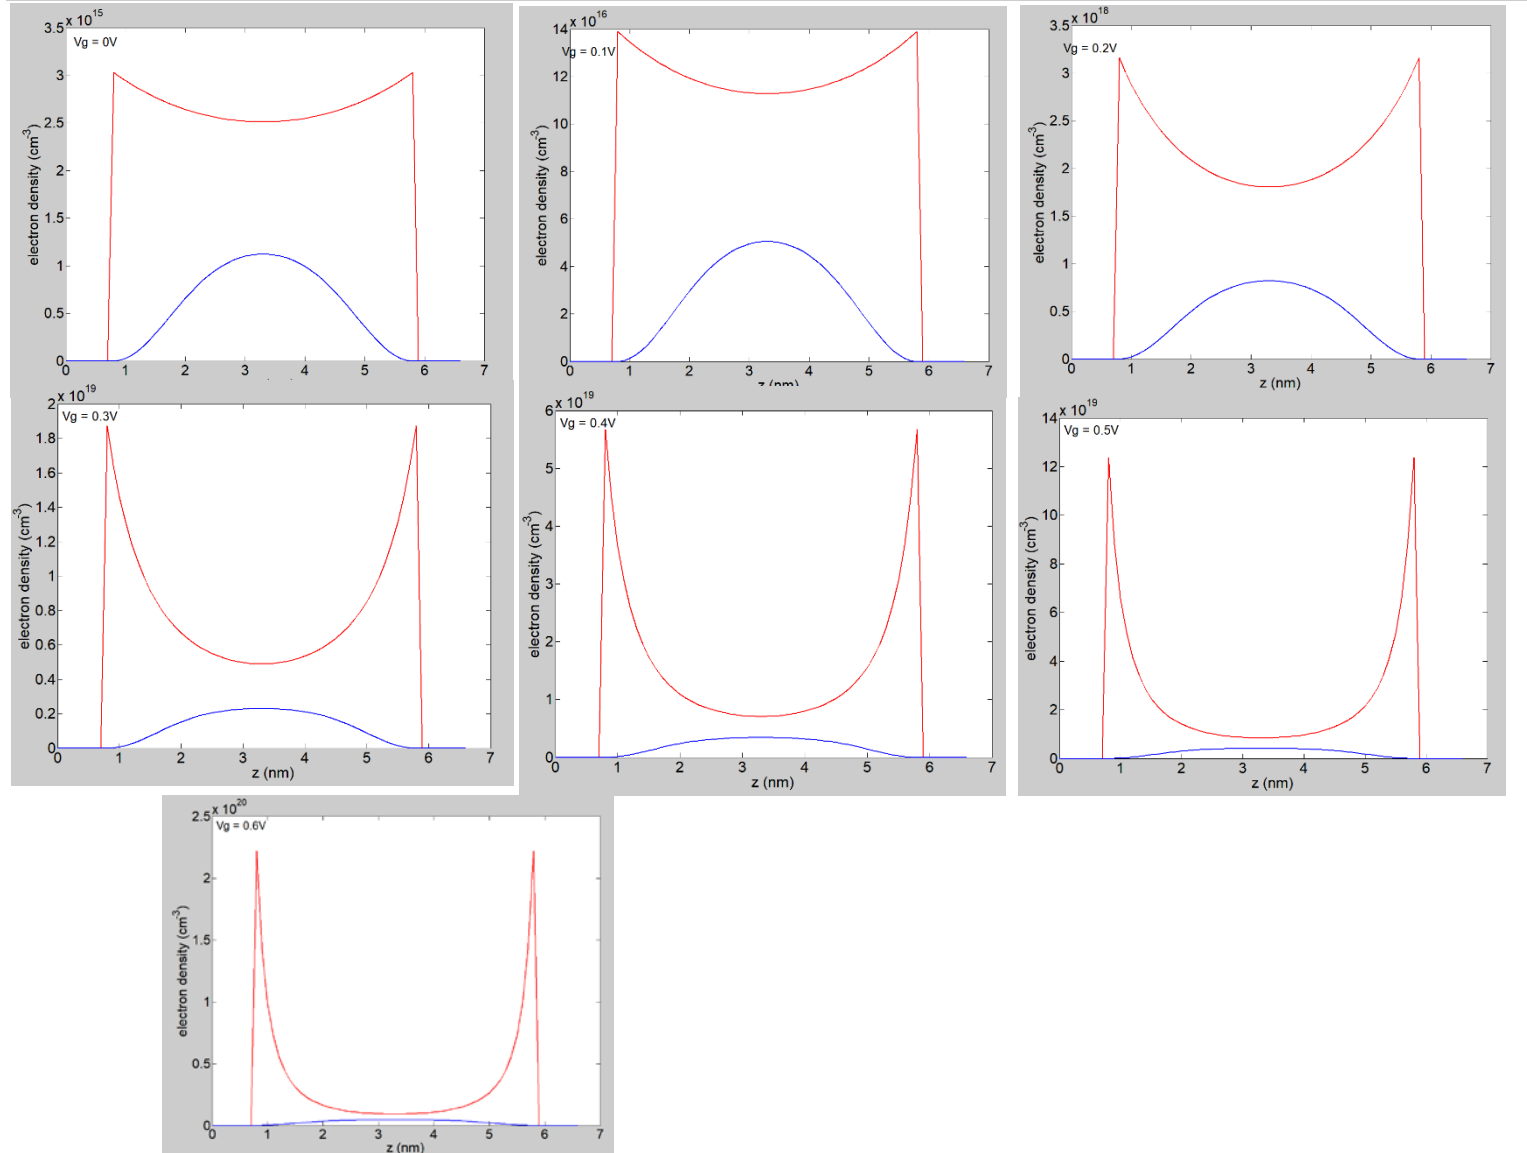 x 10^15
3.5
Vg = 0V
3
2.5
2
1.5
1
0.5
0
electron density (cm^-3)
0 1 2 3 4 5 6 7
x 10^16
14
Vg = 0.1V
12
10
8
6
4
2
0
electron density (cm^-3)
0 1 2 3 4 5 6 7
z (nm)
x 10^18
3.5
Vg = 0.2V
3
3.5
2
1.5
1
0.5
0
electron density (cm^-3)
0 1 2 3 4 5 6 7
z (nm)
x 10^19
2
Vg = 0.3V
1.8
1.6
1.4
1.2
1
0.8
0.6
0.4
0.2
0
electron density (cm^-3)
0 1 2 3 4 5 6 7
z (nm)
x 10^19
6
Vg = 0.4V
5
4
3
2
1
0
electron density (cm^-3)
0 1 2 3 4 5 6 7
z (nm)
x 10^19
14
Vg = 0.5V
12
10
8
6
4
2
0
electron density (cm^-3)
0 1 2 3 4 5 6 7
z (nm)
x 10^20
2.5
Vg = 0.6V
2
1.5
1
0.5
0
electron density (cm^-3)
0 1 2 3 4 5 6 7
z (nm)